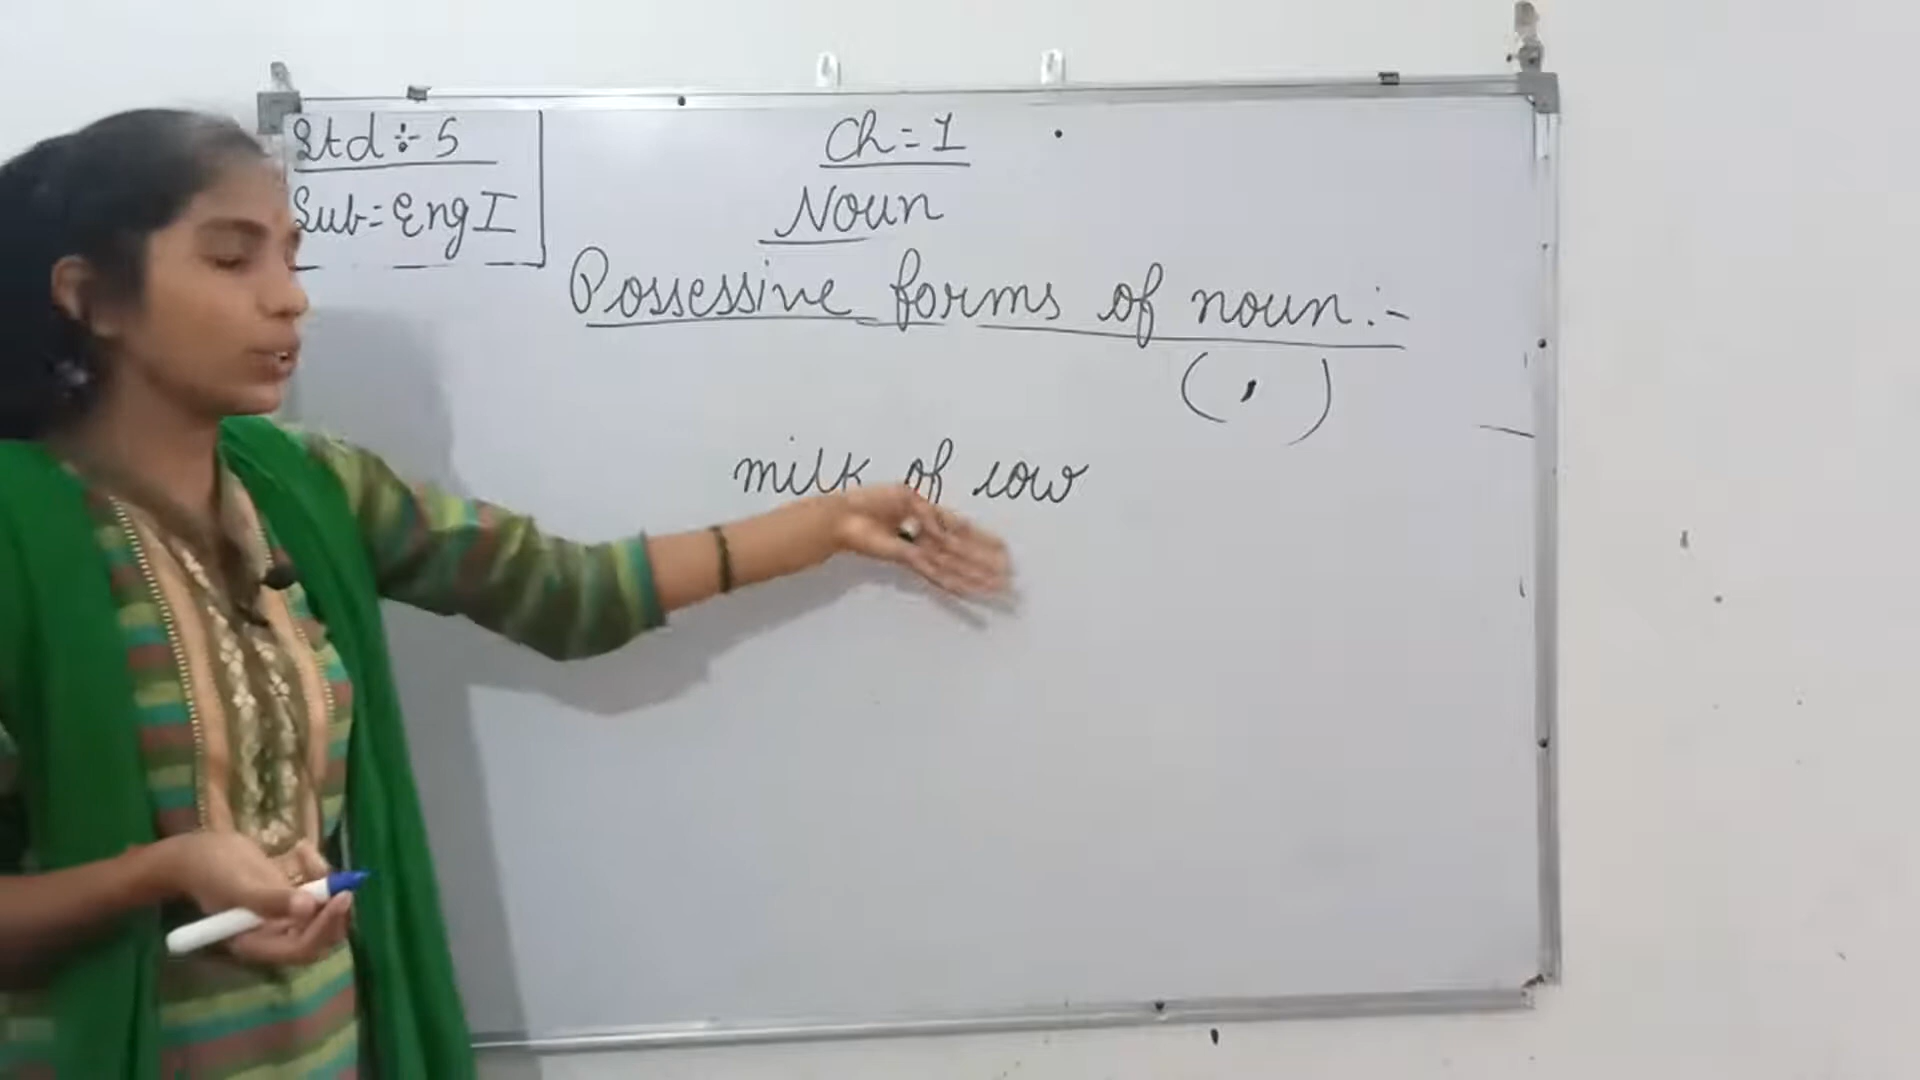 Std :- 5
Sub = Eng I
Ch = 1
Noun
Possessive forms of noun :-
( ' )
milk of cow